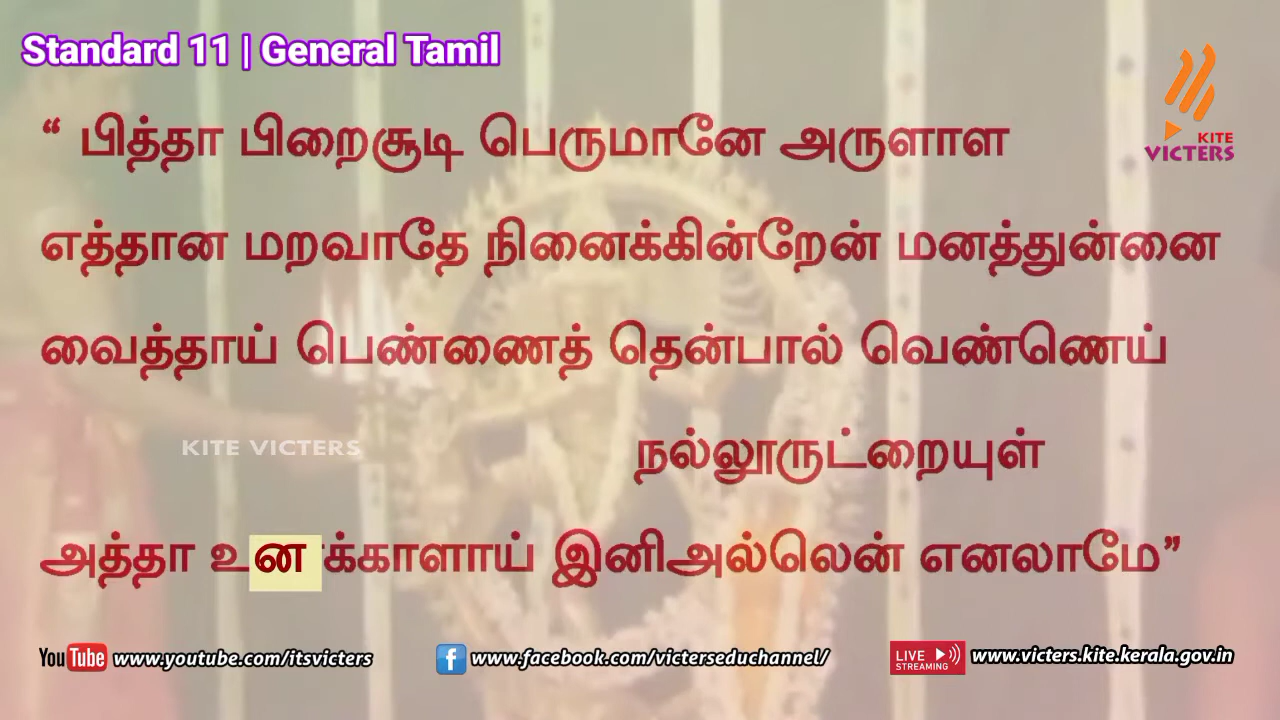 Standard 11 | General Tamil
“ பித்தா பிறைசூடி பெருமானே அருளாள
KITE
VICTERS
எத்தான மறவாதே நினைக்கின்றேன் மனத்துன்னை
வைத்தாய் பெண்ணைத் தென்பால் வெண்ணெய்
KITE VICTERS
நல்லூருட்றையுள்
அத்தா உனக்காளாய் இனிஅல்லென் எனலாமே”
YouTube www.youtube.com/itsvicters
f www.facebook.com/victerseduchannel/
LIVE STREAMING www.victers.kite.kerala.gov.in